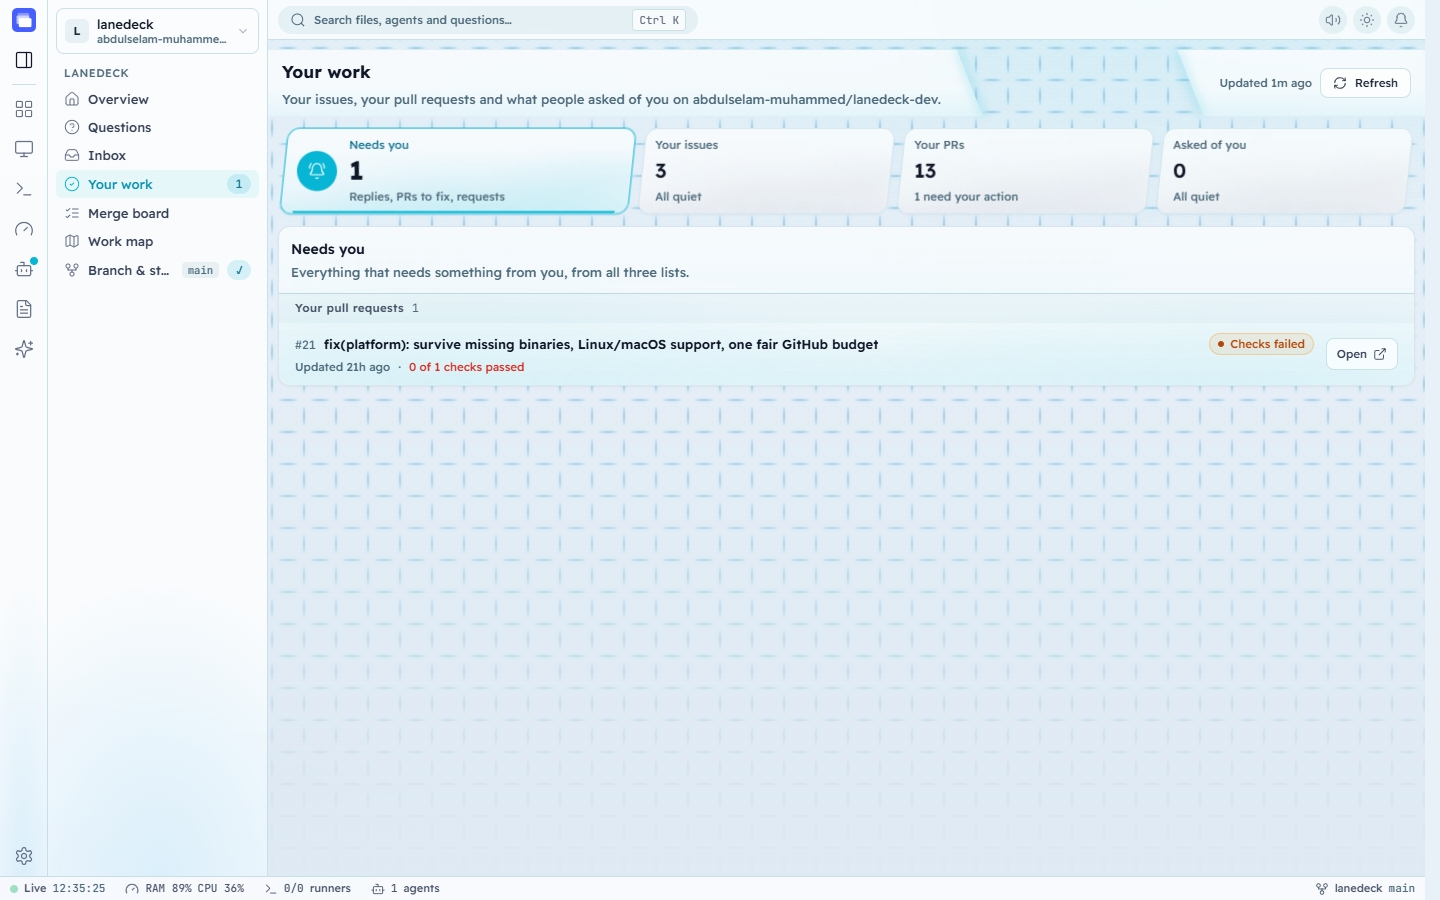 L
lanedeck
abdulselam-muhamme...
LANEDECK
Overview
Questions
Inbox
Your work 1
Merge board
Work map
Branch & st... main
Search files, agents and questions... Ctrl K
Your work
Your issues, your pull requests and what people asked of you on abdulselam-muhammed/lanedeck-dev.
Updated 1m ago Refresh
Needs you
1
Replies, PRs to fix, requests
Your issues
3
All quiet
Your PRs
13
1 need your action
Asked of you
0
All quiet
Needs you
Everything that needs something from you, from all three lists.
Your pull requests 1
#21 fix(platform): survive missing binaries, Linux/macOS support, one fair GitHub budget
Updated 21h ago · 0 of 1 checks passed
Checks failed
Open
Live 12:35:25 RAM 89% CPU 36% 0/0 runners 1 agents lanedeck main